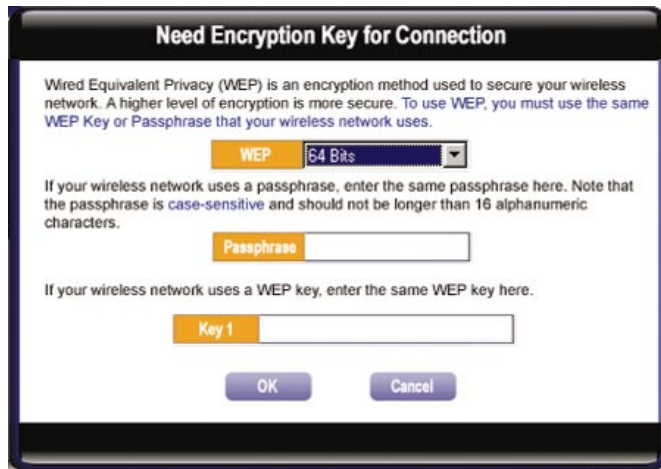 Need Encryption Key for Connection
Wired Equivalent Privacy (WEP) is an encryption method used to secure your wireless
network. A higher level of encryption is more secure. To use WEP, you must use the same
WEP Key or Passphrase that your wireless network uses.
WEP 64 Bits
If your wireless network uses a passphrase, enter the same passphrase here. Note that
the passphrase is case-sensitive and should not be longer than 16 alphanumeric
characters.
Passphrase
If your wireless network uses a WEP key, enter the same WEP key here.
Key 1
OK Cancel